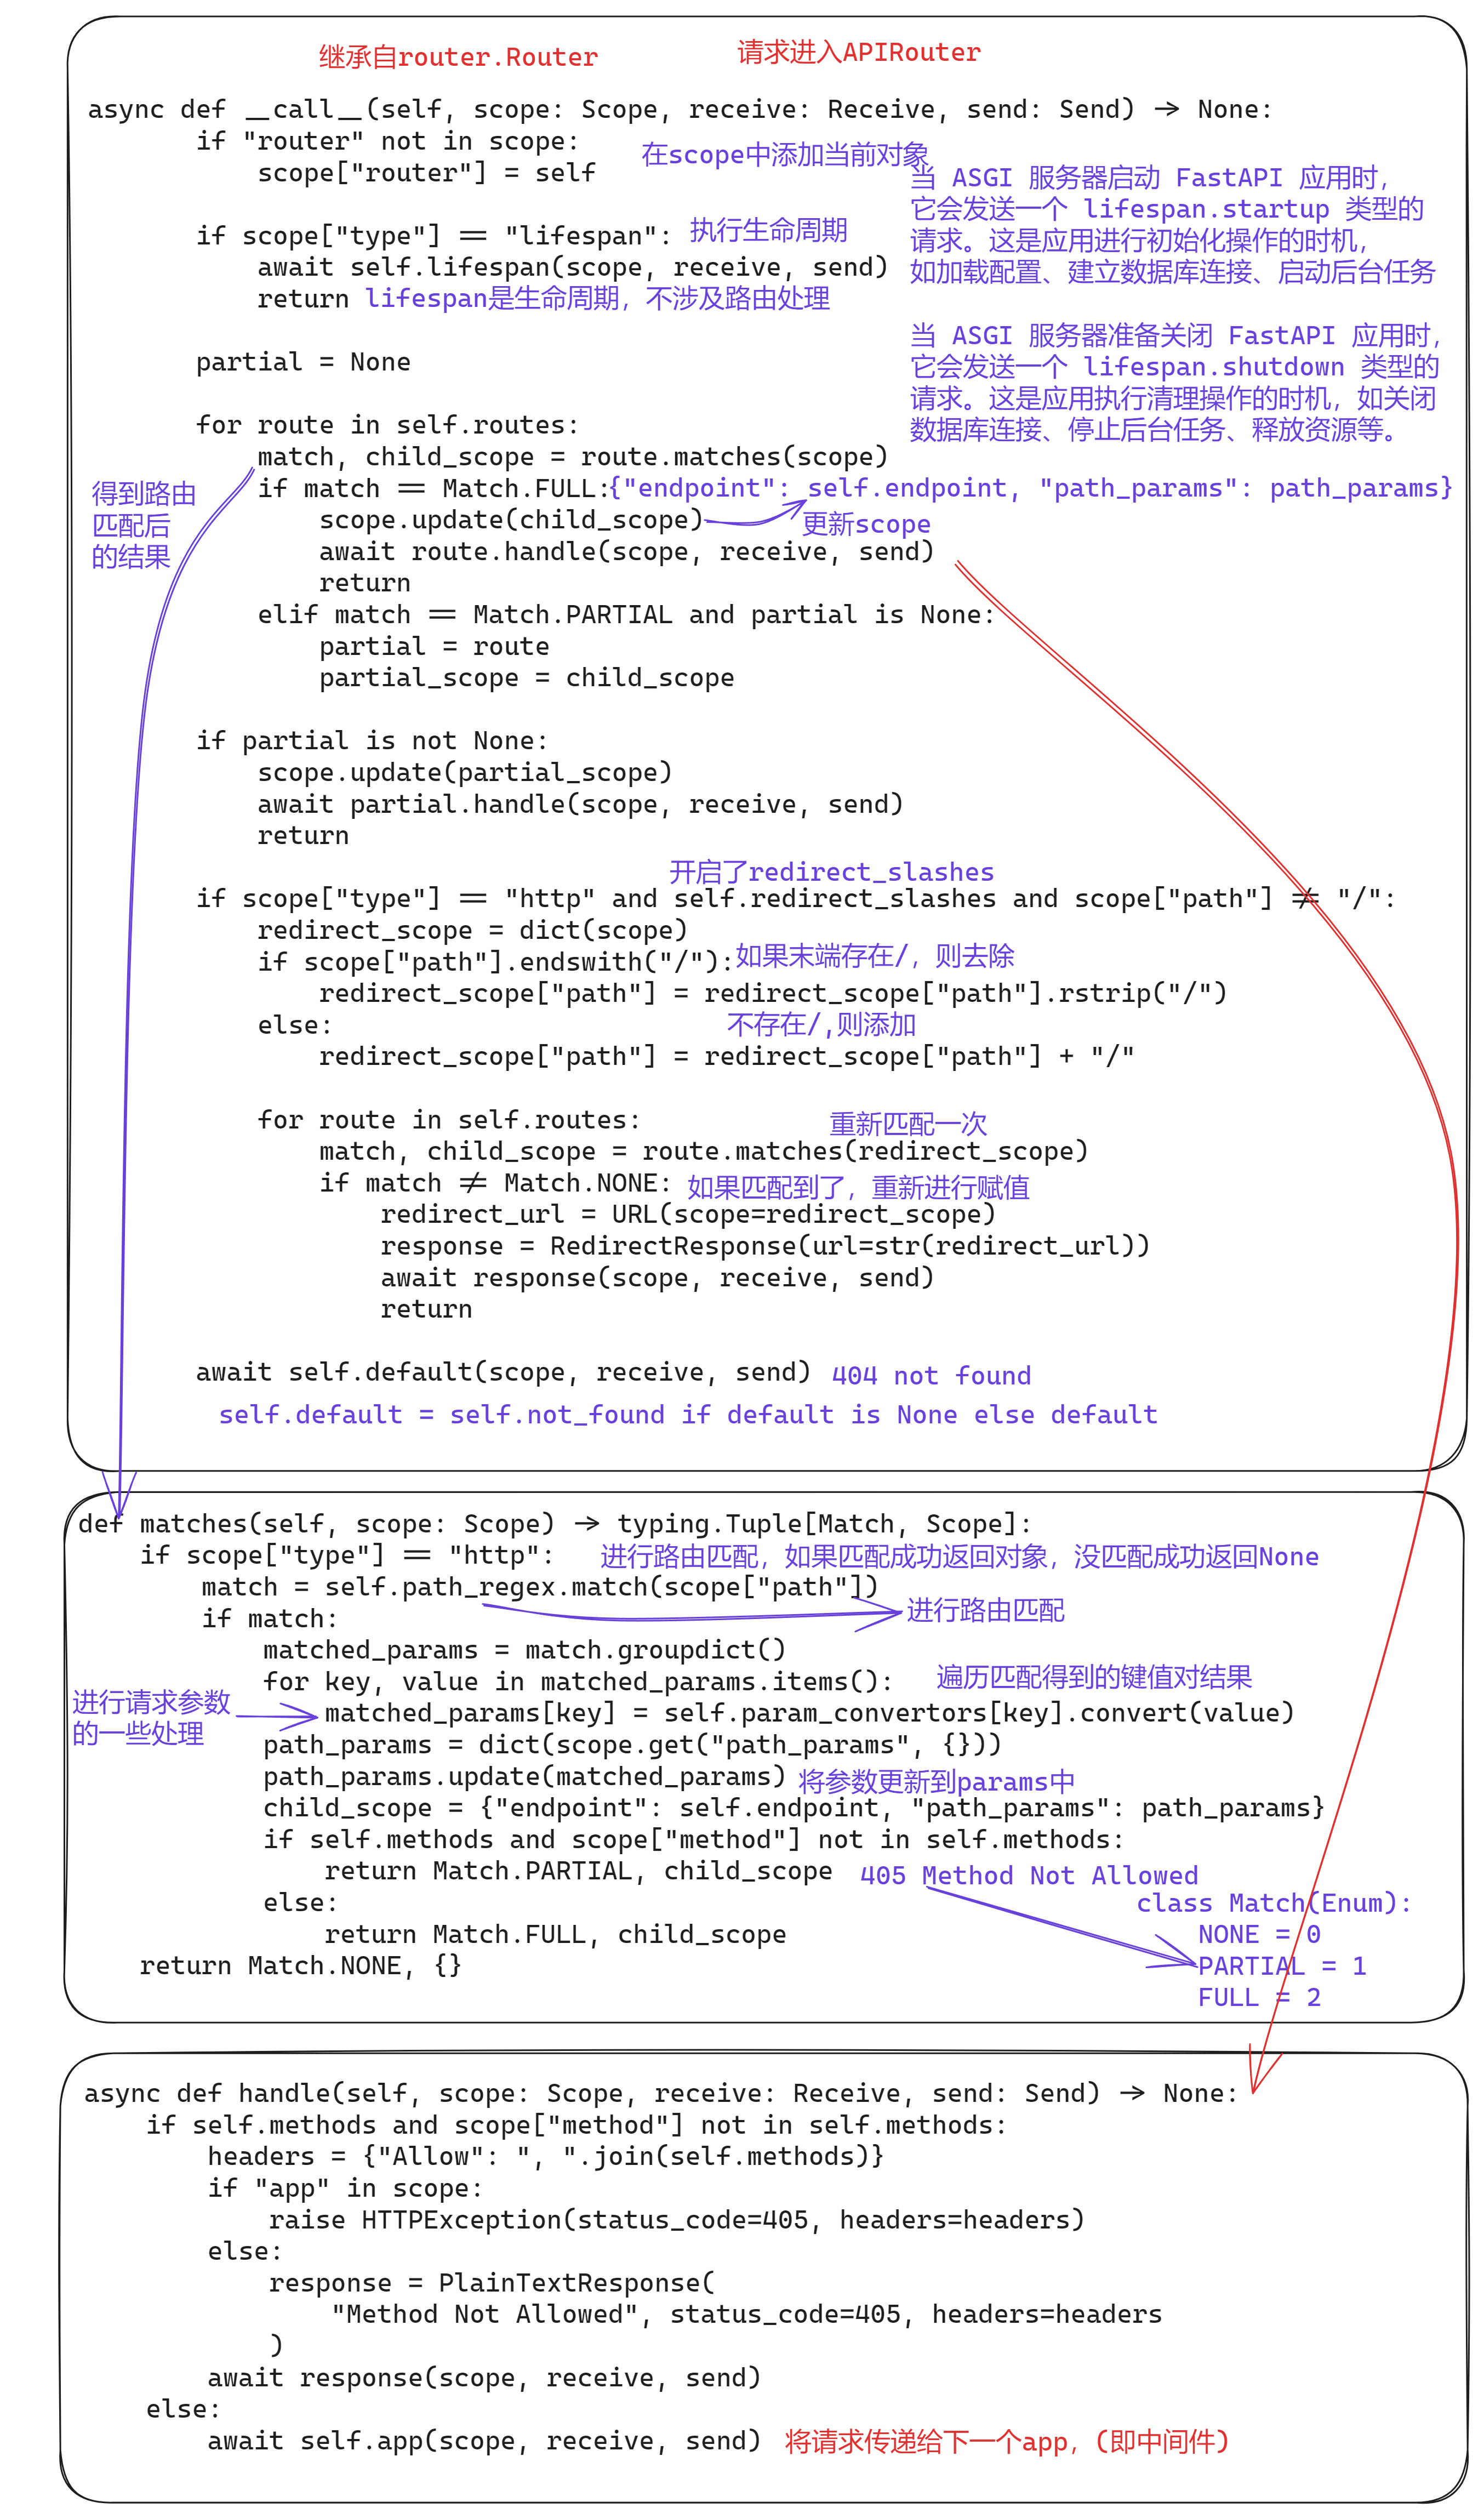 继承自router.Router
请求进入APIRouter
async def __call__(self, scope: Scope, receive: Receive, send: Send) -> None:
if "router" not in scope:
在scope中添加当前对象
scope["router"] = self
当 ASGI 服务器启动 FastAPI 应用时，
它会发送一个 lifespan.startup 类型的
请求。这是应用进行初始化操作的时机，
如加载配置、建立数据库连接、启动后台任务
if scope["type"] == "lifespan":
执行生命周期
await self.lifespan(scope, receive, send)
return
lifespan是生命周期，不涉及路由处理
当 ASGI 服务器准备关闭 FastAPI 应用时，
它会发送一个 lifespan.shutdown 类型的
请求。这是应用执行清理操作的时机，如关闭
数据库连接、停止后台任务、释放资源等。
partial = None
for route in self.routes:
match, child_scope = route.matches(scope)
得到路由
匹配后
的结果
if match == Match.FULL:
{"endpoint": self.endpoint, "path_params": path_params}
scope.update(child_scope)
更新scope
await route.handle(scope, receive, send)
return
elif match == Match.PARTIAL and partial is None:
partial = route
partial_scope = child_scope
if partial is not None:
scope.update(partial_scope)
await partial.handle(scope, receive, send)
return
开启了redirect_slashes
if scope["type"] == "http" and self.redirect_slashes and scope["path"] != "/":
redirect_scope = dict(scope)
if scope["path"].endswith("/"):
如果末端存在/，则去除
redirect_scope["path"] = redirect_scope["path"].rstrip("/")
else:
不存在/,则添加
redirect_scope["path"] = redirect_scope["path"] + "/"
for route in self.routes:
重新匹配一次
match, child_scope = route.matches(redirect_scope)
if match != Match.NONE:
如果匹配到了，重新进行赋值
redirect_url = URL(scope=redirect_scope)
response = RedirectResponse(url=str(redirect_url))
await response(scope, receive, send)
return
await self.default(scope, receive, send)
404 not found
self.default = self.not_found if default is None else default
def matches(self, scope: Scope) -> typing.Tuple[Match, Scope]:
if scope["type"] == "http":
进行路由匹配，如果匹配成功返回对象，没匹配成功返回None
match = self.path_regex.match(scope["path"])
进行路由匹配
if match:
matched_params = match.groupdict()
for key, value in matched_params.items():
遍历匹配得到的键值对结果
进行请求参数
的一些处理
matched_params[key] = self.param_convertors[key].convert(value)
path_params = dict(scope.get("path_params", {}))
path_params.update(matched_params)
将参数更新到params中
child_scope = {"endpoint": self.endpoint, "path_params": path_params}
if self.methods and scope["method"] not in self.methods:
return Match.PARTIAL, child_scope
405 Method Not Allowed
else:
return Match.FULL, child_scope
return Match.NONE, {}
class Match(Enum):
NONE = 0
PARTIAL = 1
FULL = 2
async def handle(self, scope: Scope, receive: Receive, send: Send) -> None:
if self.methods and scope["method"] not in self.methods:
headers = {"Allow": ", ".join(self.methods)}
if "app" in scope:
raise HTTPException(status_code=405, headers=headers)
else:
response = PlainTextResponse(
"Method Not Allowed", status_code=405, headers=headers
)
await response(scope, receive, send)
else:
await self.app(scope, receive, send)
将请求传递给下一个app，(即中间件)